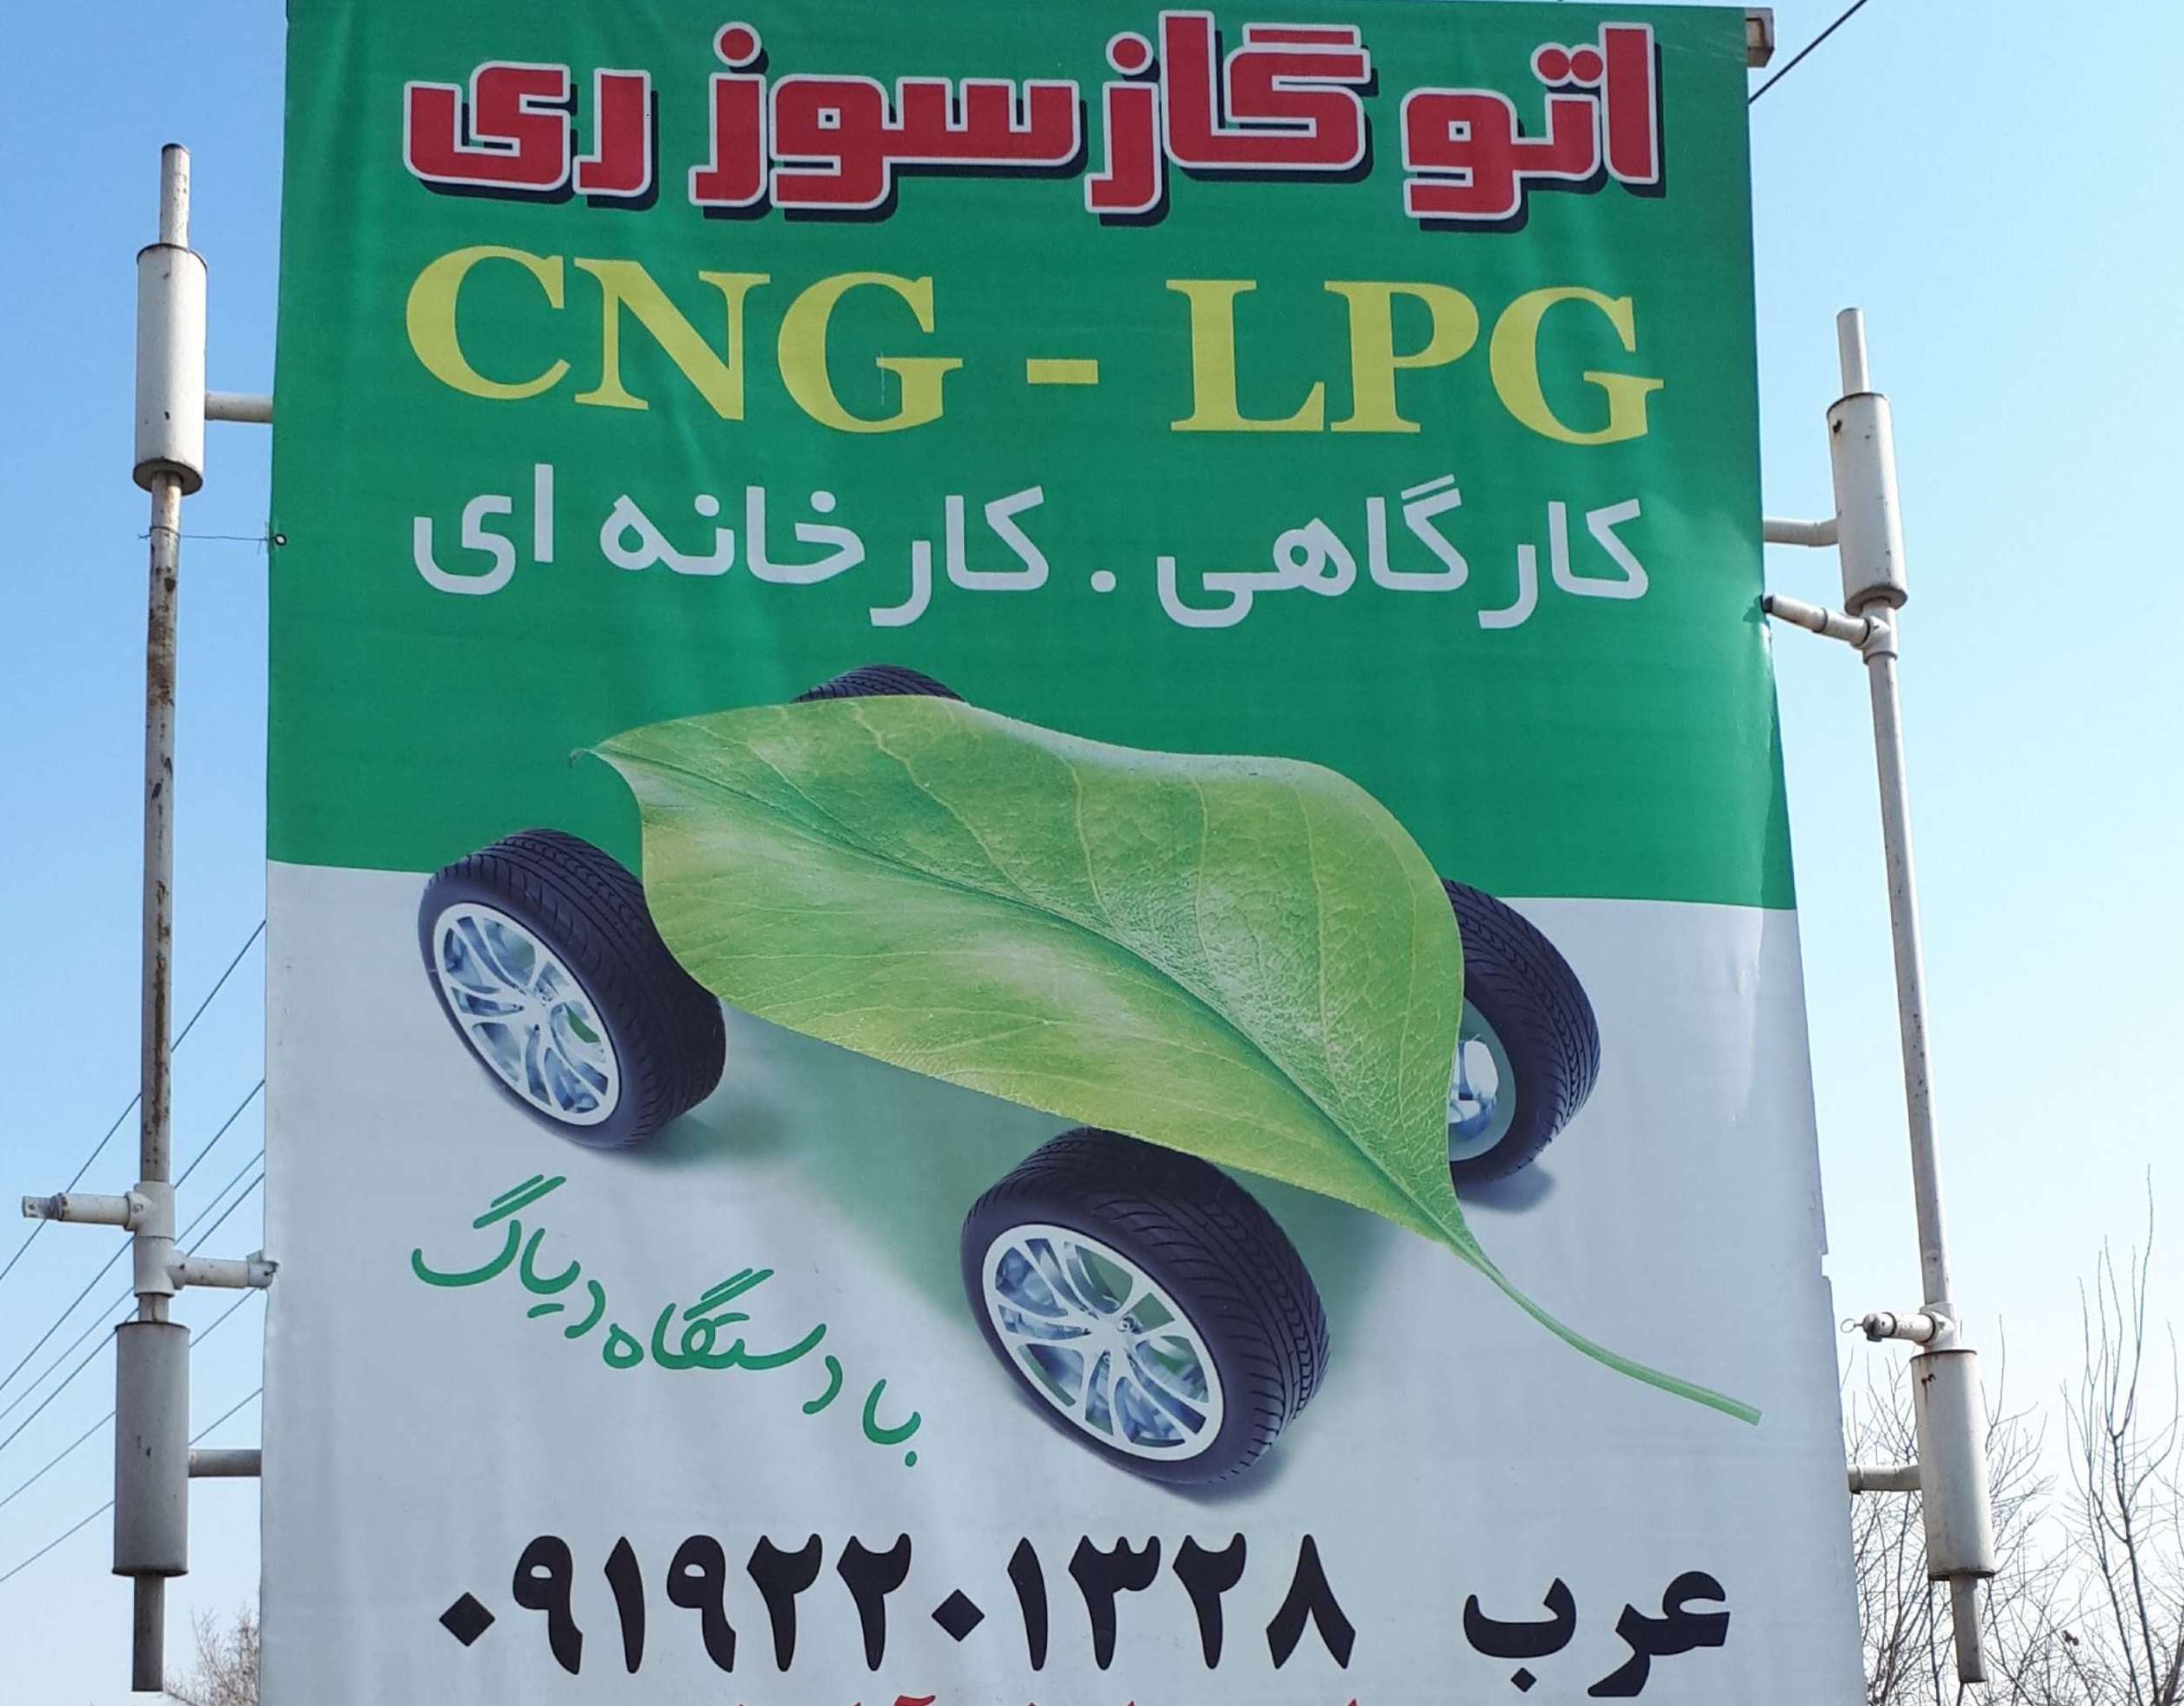 اتو گاز سوز ری
CNG - LPG
کارگاهی . کارخانه ای
با دستگاه دیاگ
عرب ۰۹۱۹۲۲۰۱۳۲۸